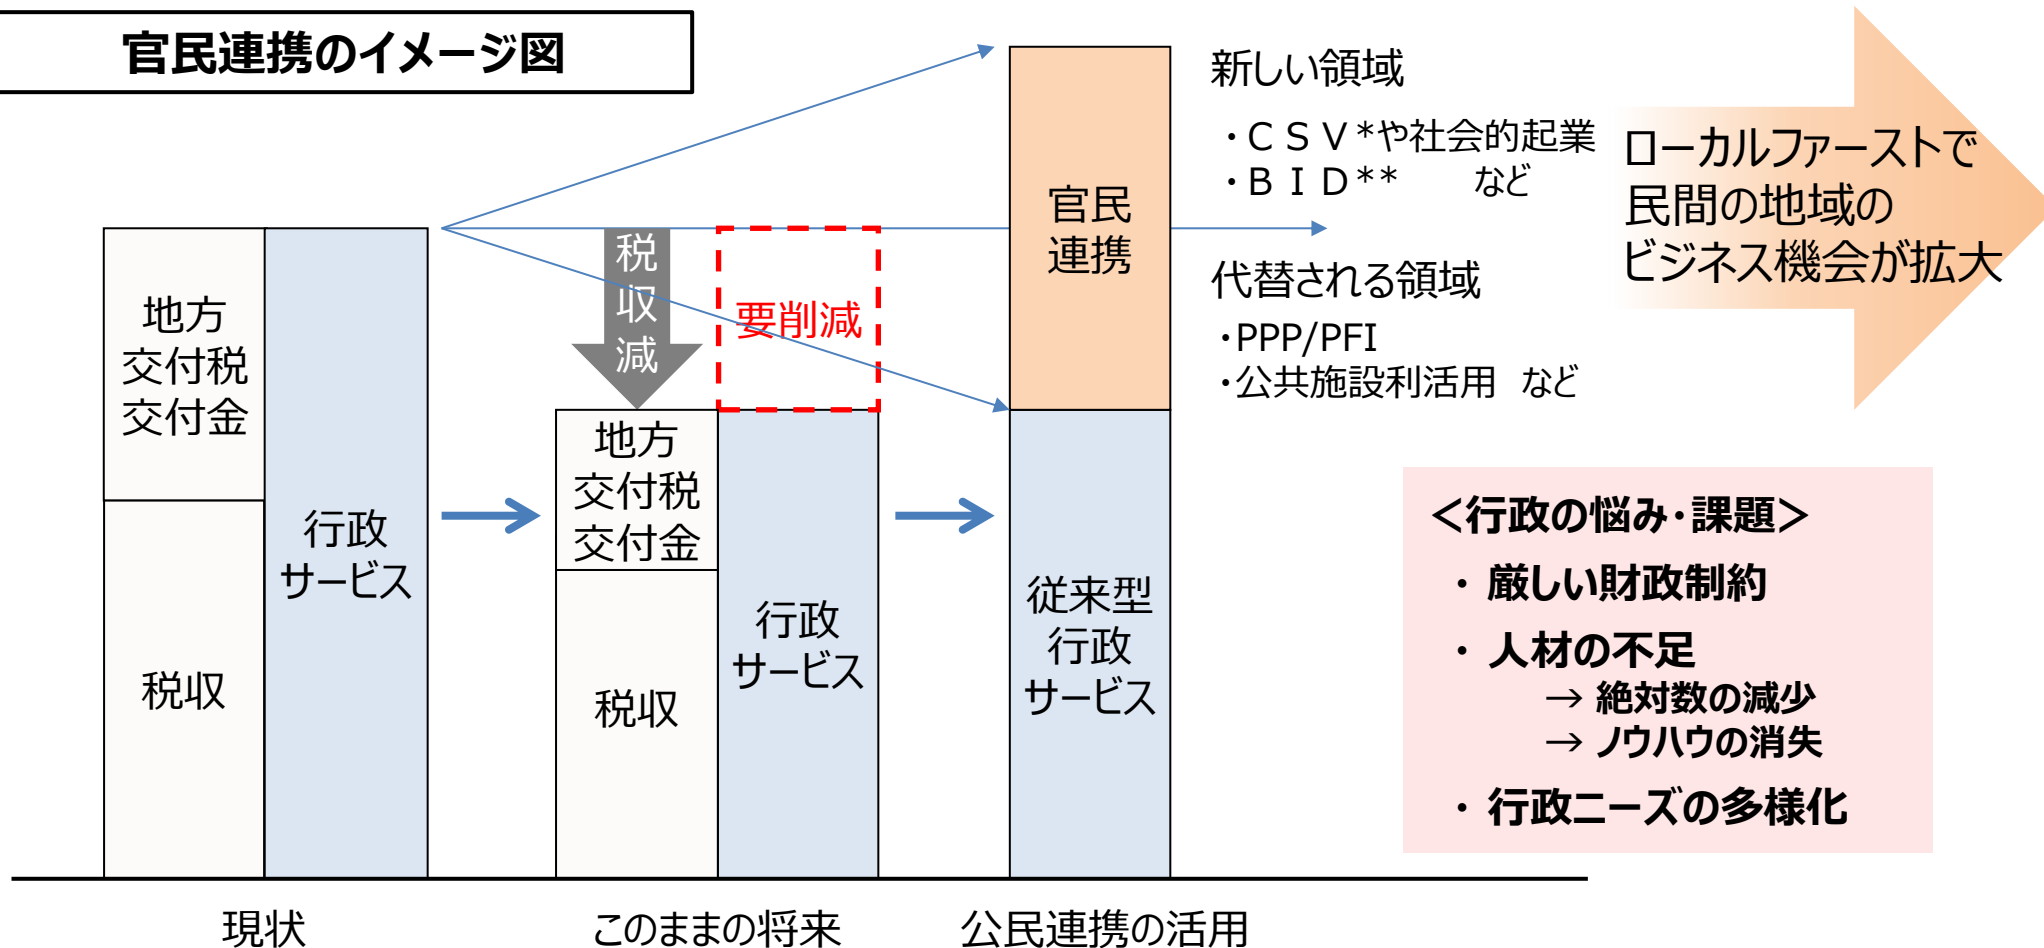 官民連携のイメージ図
地方
交付税
交付金
税収
行政
サービス
税
収
減
要削減
地方
交付税
交付金
税収
行政
サービス
官民
連携
従来型
行政
サービス
新しい領域
・ＣＳＶ*や社会的起業
・ＢＩＤ**　　など
代替される領域
・PPP/PFI
・公共施設利活用　など
ローカルファーストで
民間の地域の
ビジネス機会が拡大
＜行政の悩み・課題＞
・ 厳しい財政制約
・ 人材の不足
→ 絶対数の減少
→ ノウハウの消失
・ 行政ニーズの多様化
現状
このままの将来
公民連携の活用